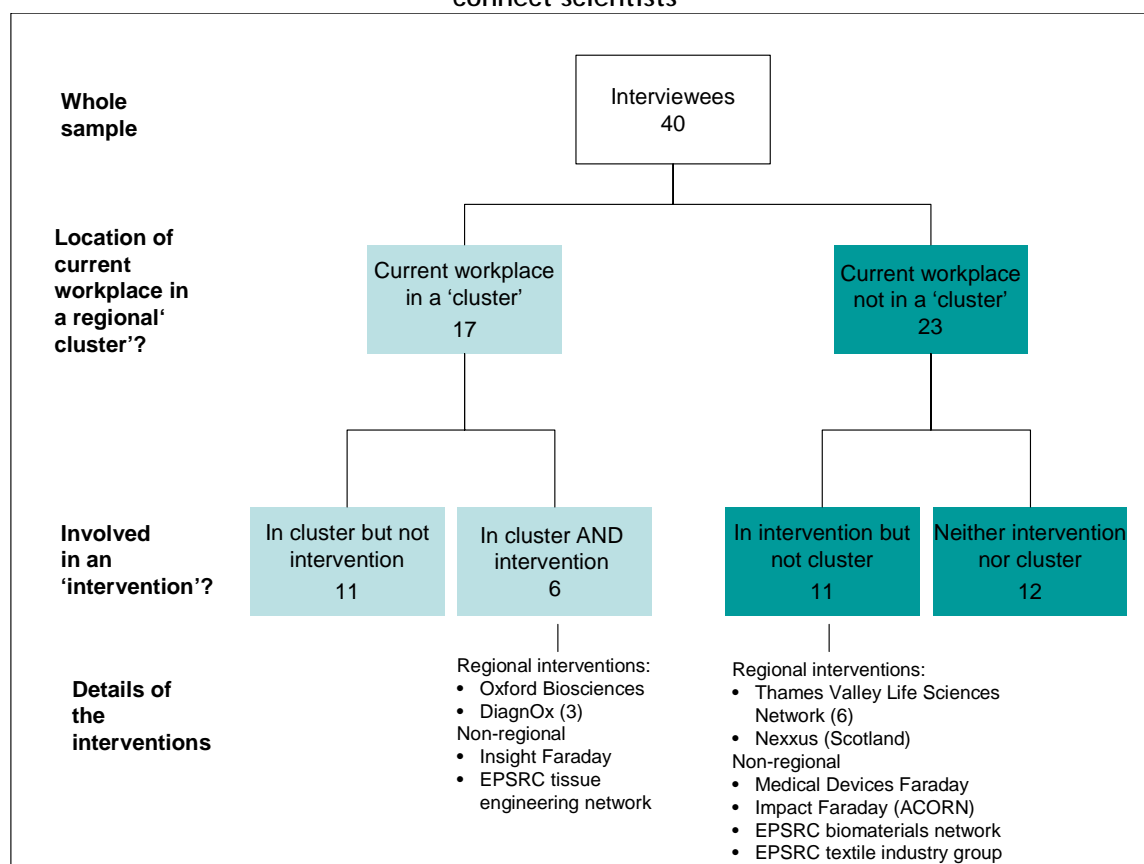 connect scientists
Whole
sample
Interviewees
40
Location of
current
workplace in
a regional‘
cluster’?
Current workplace
in a ‘cluster’
17
Current workplace
not in a ‘cluster’
23
Involved
in an
‘intervention’?
In cluster but not
intervention
11
In cluster AND
intervention
6
In intervention but
not cluster
11
Neither intervention
nor cluster
12
Details of
the
interventions
Regional interventions:
• Oxford Biosciences
• DiagnOx (3)
Non-regional
• Insight Faraday
• EPSRC tissue
engineering network
Regional interventions:
• Thames Valley Life Sciences
Network (6)
• Nexxus (Scotland)
Non-regional
• Medical Devices Faraday
• Impact Faraday (ACORN)
• EPSRC biomaterials network
• EPSRC textile industry group